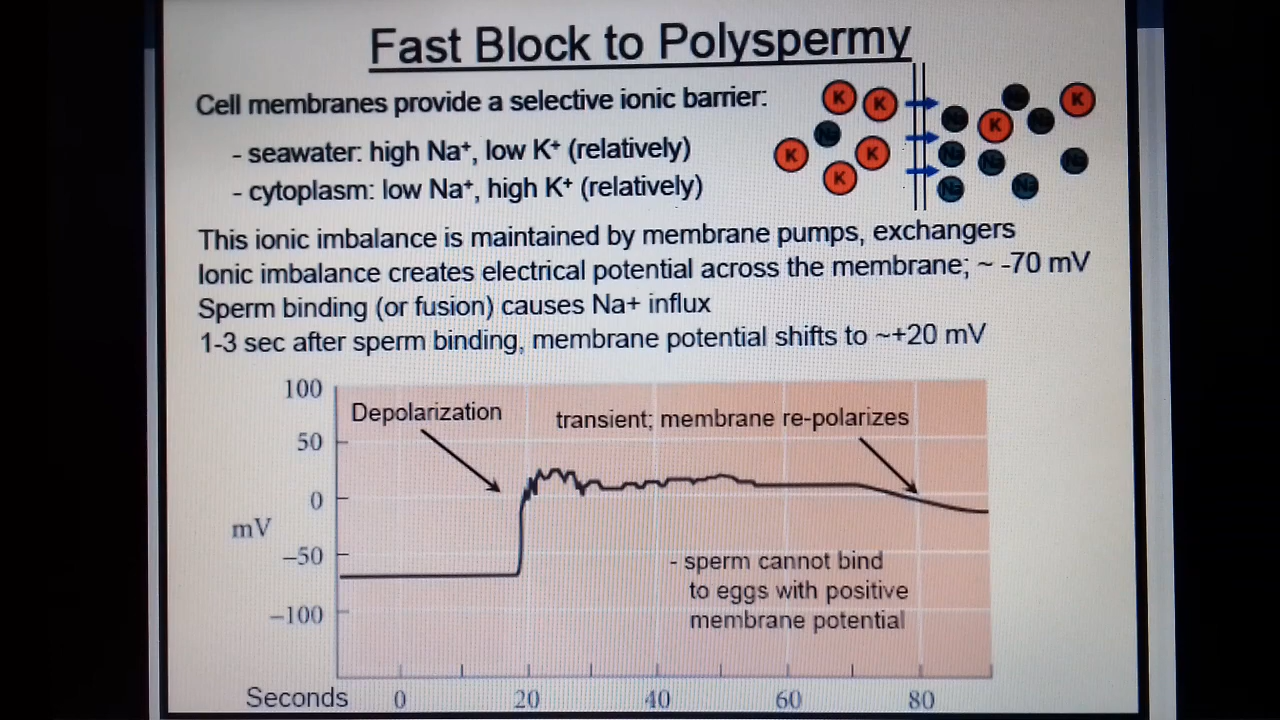 Fast Block to Polyspermy
Cell membranes provide a selective ionic barrier:
- seawater: high Na⁺, low K⁺ (relatively)
- cytoplasm: low Na⁺, high K⁺ (relatively)
K K K K K Na
K K Na Na Na Na Na Na Na Na
This ionic imbalance is maintained by membrane pumps, exchangers
Ionic imbalance creates electrical potential across the membrane; ~ -70 mV
Sperm binding (or fusion) causes Na+ influx
1-3 sec after sperm binding, membrane potential shifts to ~+20 mV
100
Depolarization
transient; membrane re-polarizes
50
0
mV
–50
–100
- sperm cannot bind
to eggs with positive
membrane potential
Seconds 0 20 40 60 80